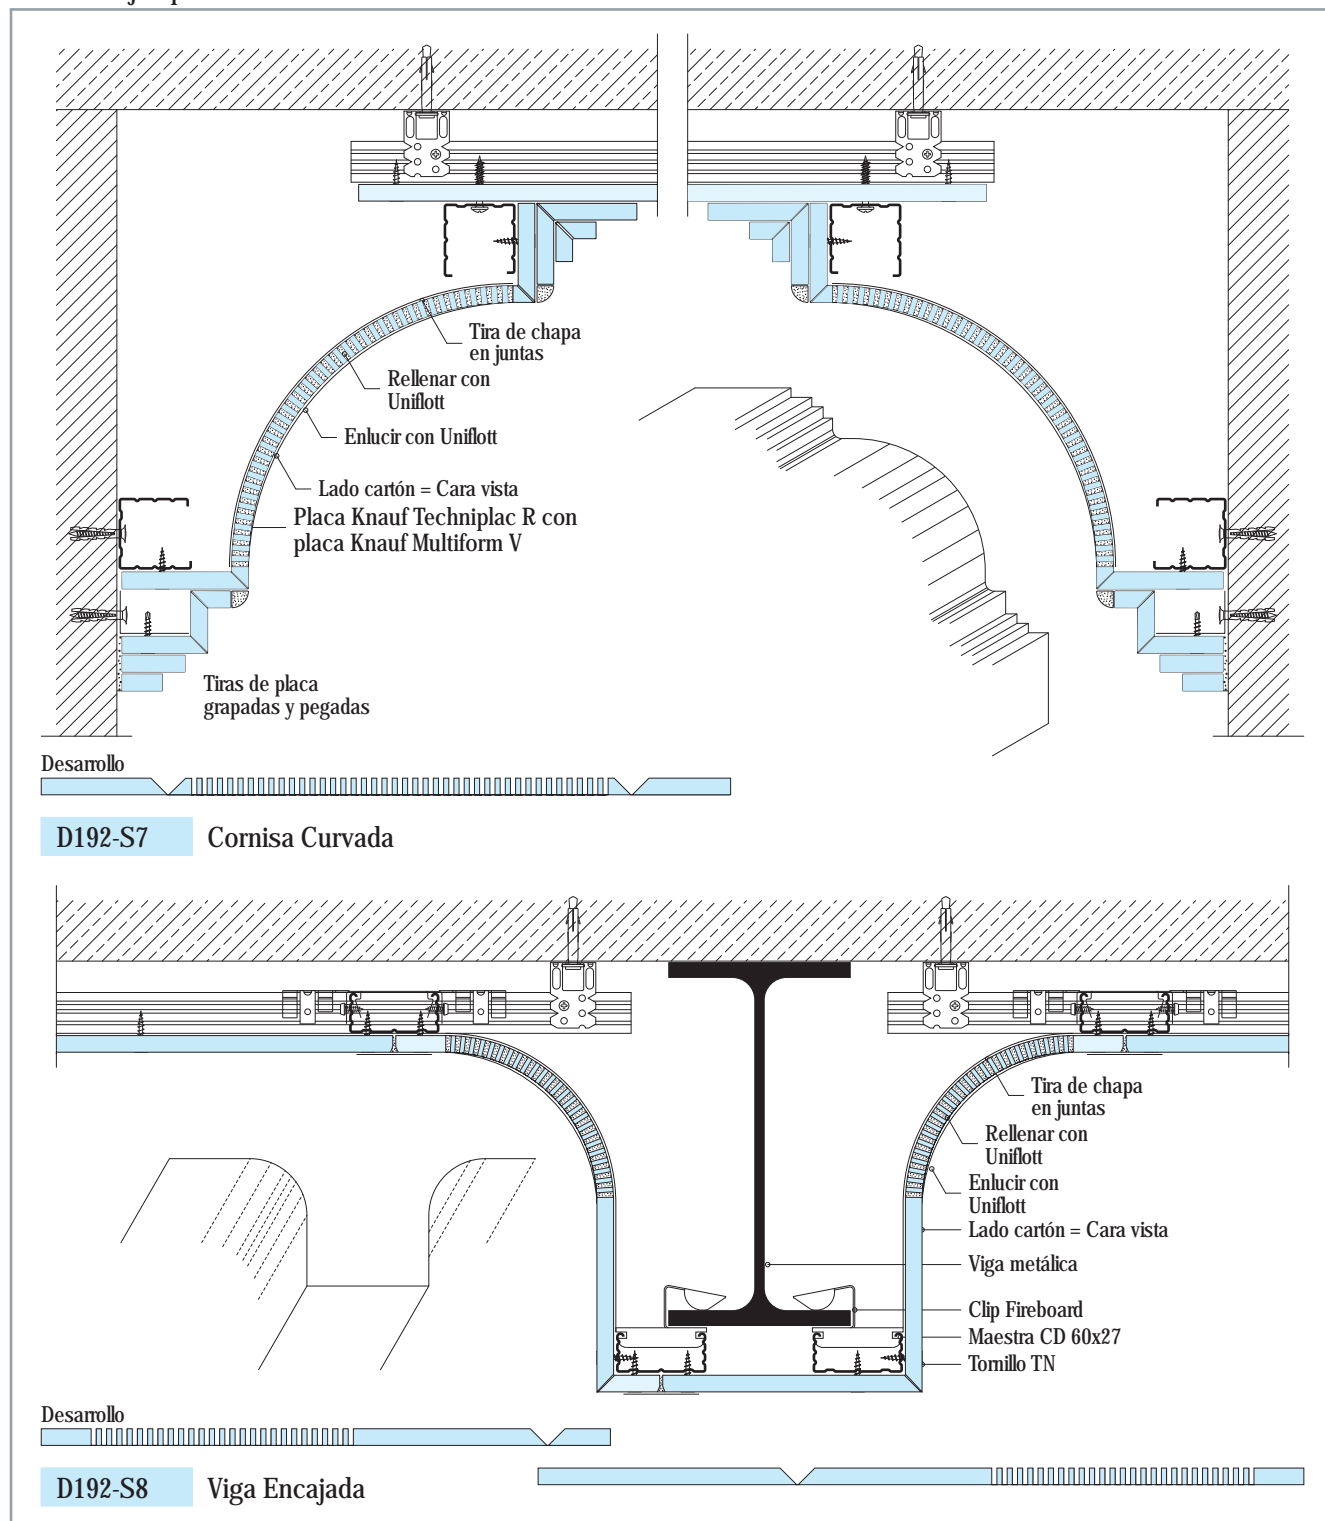 Tira de chapa
en juntas
Rellenar con
Uniflott
Enlucir con Uniflott
Lado cartón = Cara vista
Placa Knauf Techniplac R con
placa Knauf Multiform V
Tiras de placa
grapadas y pegadas
Desarrollo
D192-S7 Cornisa Curvada
Tira de chapa
en juntas
Rellenar con
Uniflott
Enlucir con
Uniflott
Lado cartón = Cara vista
Viga metálica
Clip Fireboard
Maestra CD 60x27
Tornillo TN
Desarrollo
D192-S8 Viga Encajada